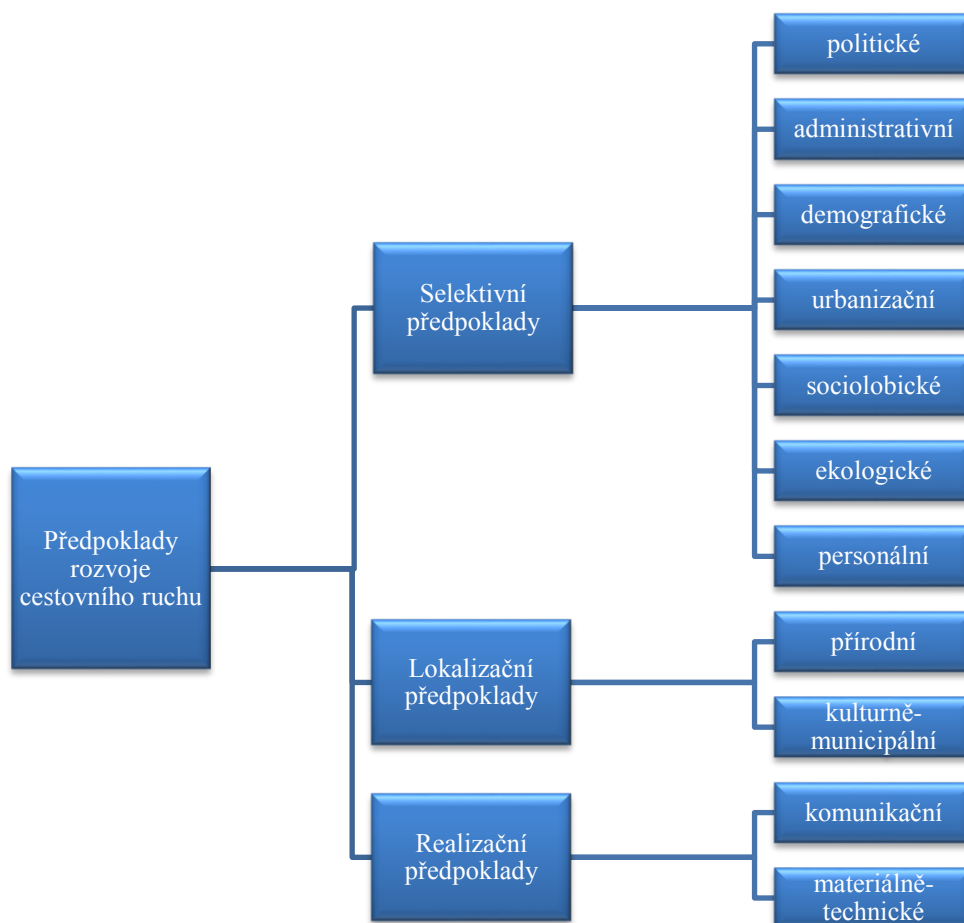 politické
administrativní
demografické
Selektivní
předpoklady
urbanizační
sociolobické
ekologické
Předpoklady
rozvoje
cestovního ruchu
personální
Lokalizační
předpoklady
přírodní
kulturně-
municipální
Realizační
předpoklady
komunikační
materiálně-
technické